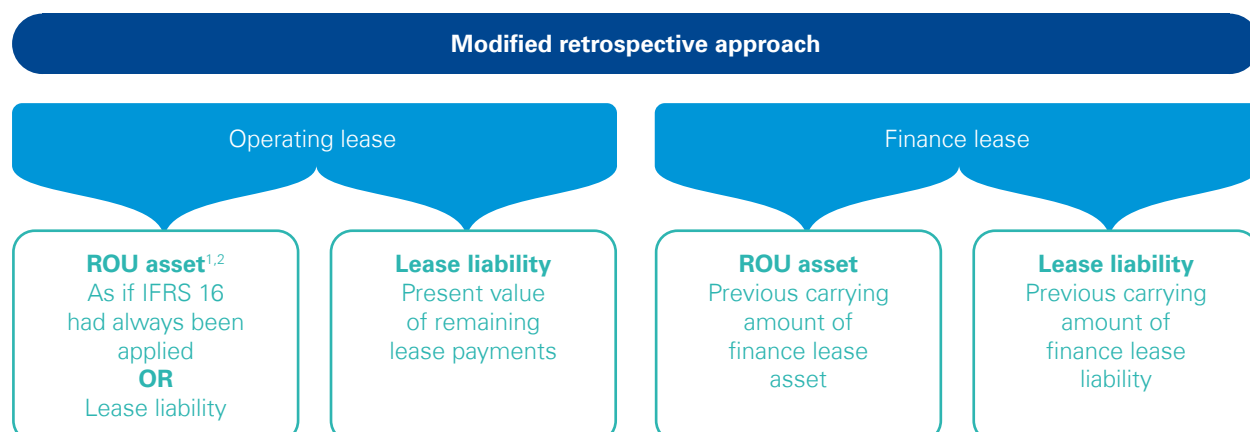 Modified retrospective approach
Operating lease
Finance lease
ROU asset1,2
As if IFRS 16
had always been
applied
OR
Lease liability
Lease liability
Present value
of remaining
lease payments
ROU asset
Previous carrying
amount of
finance lease
asset
Lease liability
Previous carrying
amount of
finance lease
liability